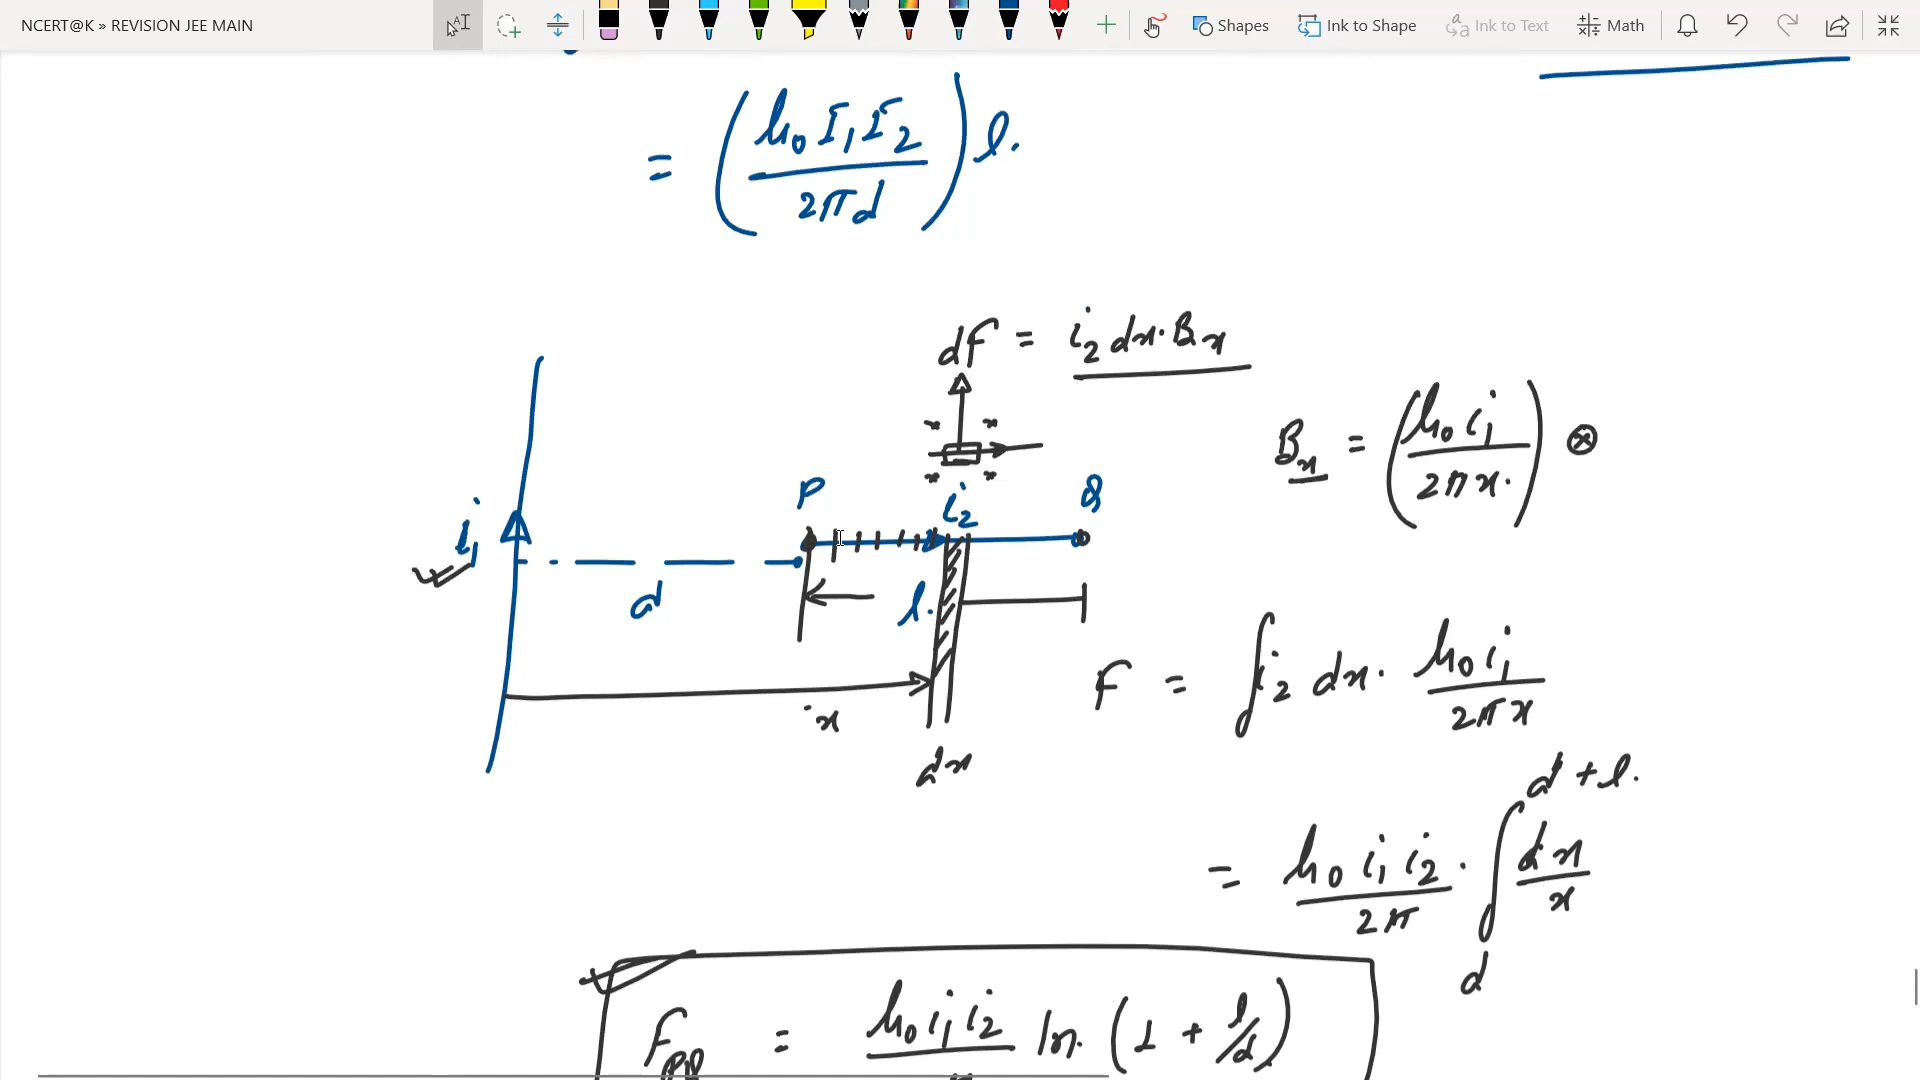 NCERT@K » REVISION JEE MAIN
Shapes
Ink to Shape
Ink to Text
Math
= (μ₀ I₁ I₂ / 2πd) l.
dF = i₂ dx · Bₓ
Bₓ = (μ₀ i₁ / 2πx) ⊗
i₁
P
i₂
Q
d
l.
x
dx
F = ∫ i₂ dx · μ₀ i₁ / 2πx
= μ₀ i₁ i₂ / 2π · ∫_d^{d+l} dx / x
F_PQ = μ₀ i₁ i₂ ln (1 + l/d)